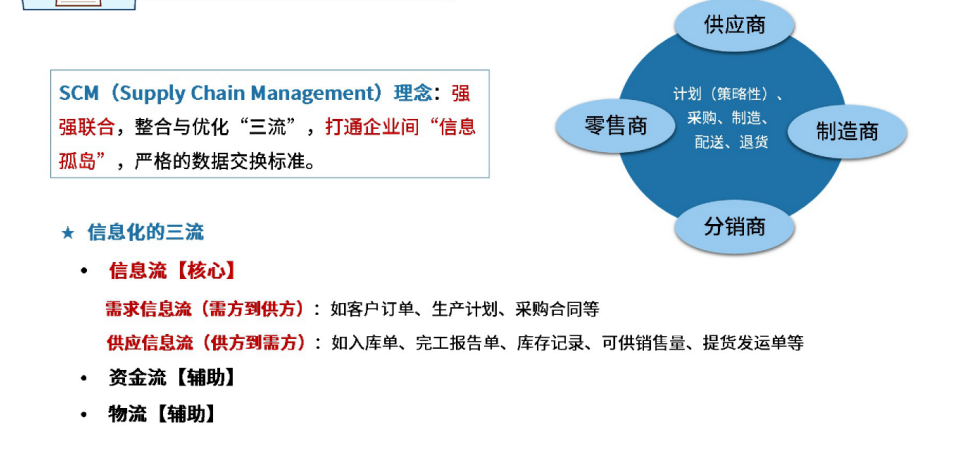 供应商
计划（策略性）、
采购、制造、
配送、退货
零售商
制造商
分销商
SCM（Supply Chain Management）理念：强
强联合，整合与优化“三流”，打通企业间“信息
孤岛”，严格的数据交换标准。
★ 信息化的三流
• 信息流【核心】
需求信息流（需方到供方）：如客户订单、生产计划、采购合同等
供应信息流（供方到需方）：如入库单、完工报告单、库存记录、可供销售量、提货发运单等
• 资金流【辅助】
• 物流【辅助】